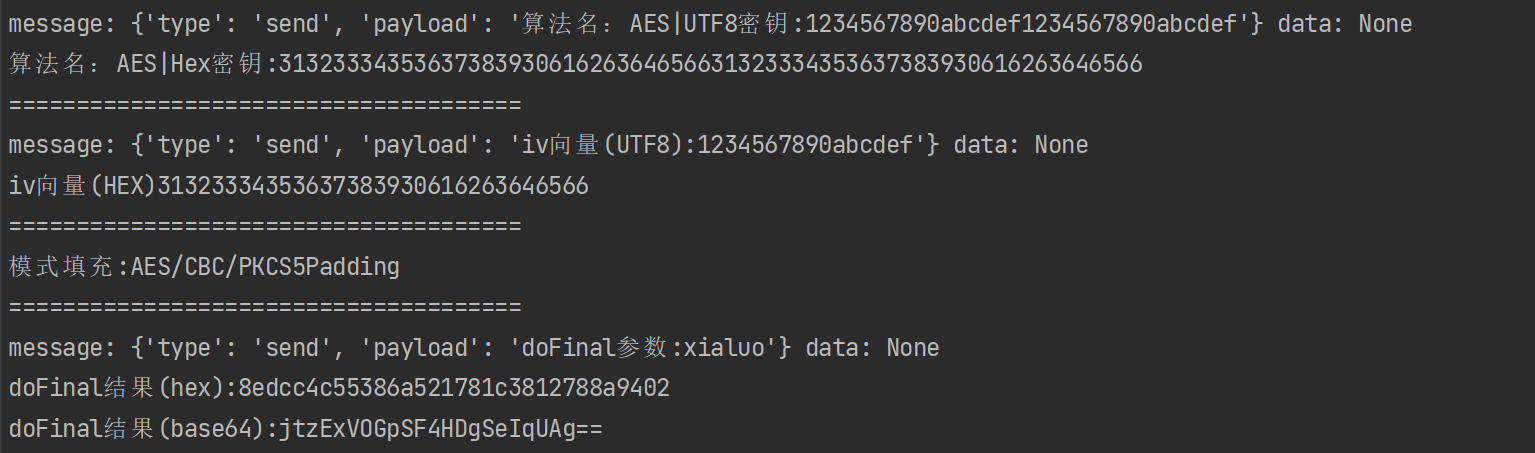 message: {'type': 'send', 'payload': '算法名：AES|UTF8密钥:1234567890abcdef1234567890abcdef'} data: None
算法名：AES|Hex密钥:3132333435363738393061626364656631323334353637383930616263646566
======================================
message: {'type': 'send', 'payload': 'iv向量(UTF8):1234567890abcdef'} data: None
iv向量(HEX)31323334353637383930616263646566
======================================
模式填充:AES/CBC/PKCS5Padding
======================================
message: {'type': 'send', 'payload': 'doFinal参数:xialuo'} data: None
doFinal结果(hex):8edcc4c55386a521781c3812788a9402
doFinal结果(base64):jtzExVOGpSF4HDgSeIqUAg==